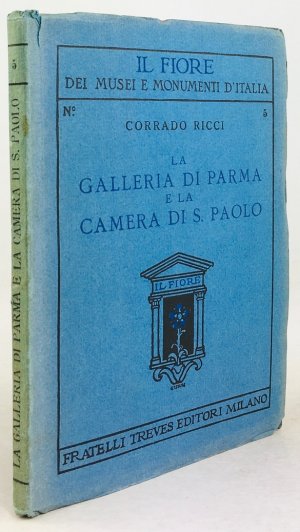 IL FIORE
DEI MUSEI E MONUMENTI D'ITALIA
Nº. 5
CORRADO RICCI
LA
GALLERIA DI PARMA
E LA
CAMERA DI S. PAOLO
IL FIORE
FRATELLI TREVES EDITORI MILANO
5
LA GALLERIA DI PARMA E LA CAMERA DI S. PAOLO